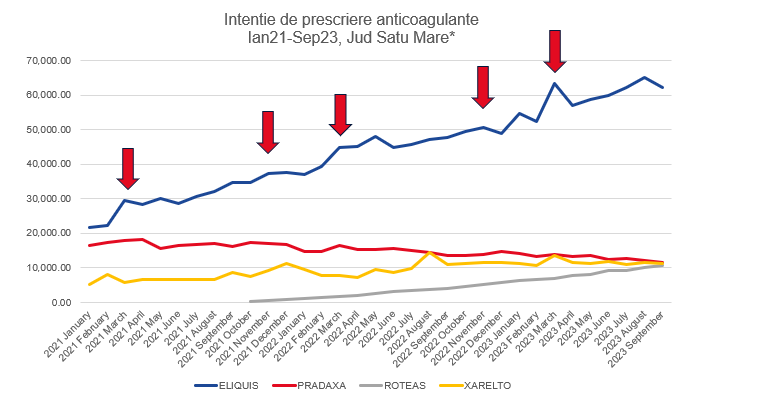 Intentie de prescriere anticoagulante
Ian21-Sep23, Jud Satu Mare*
70,000.00
60,000.00
50,000.00
40,000.00
30,000.00
20,000.00
10,000.00
0.00
2021 January
2021 February
2021 March
2021 April
2021 May
2021 June
2021 July
2021 August
2021 September
2021 October
2021 November
2021 December
2022 January
2022 February
2022 March
2022 April
2022 May
2022 June
2022 July
2022 August
2022 September
2022 October
2022 November
2022 December
2023 January
2023 February
2023 March
2023 April
2023 May
2023 June
2023 July
2023 August
2023 September
ELIQUIS
PRADAXA
ROTEAS
XARELTO